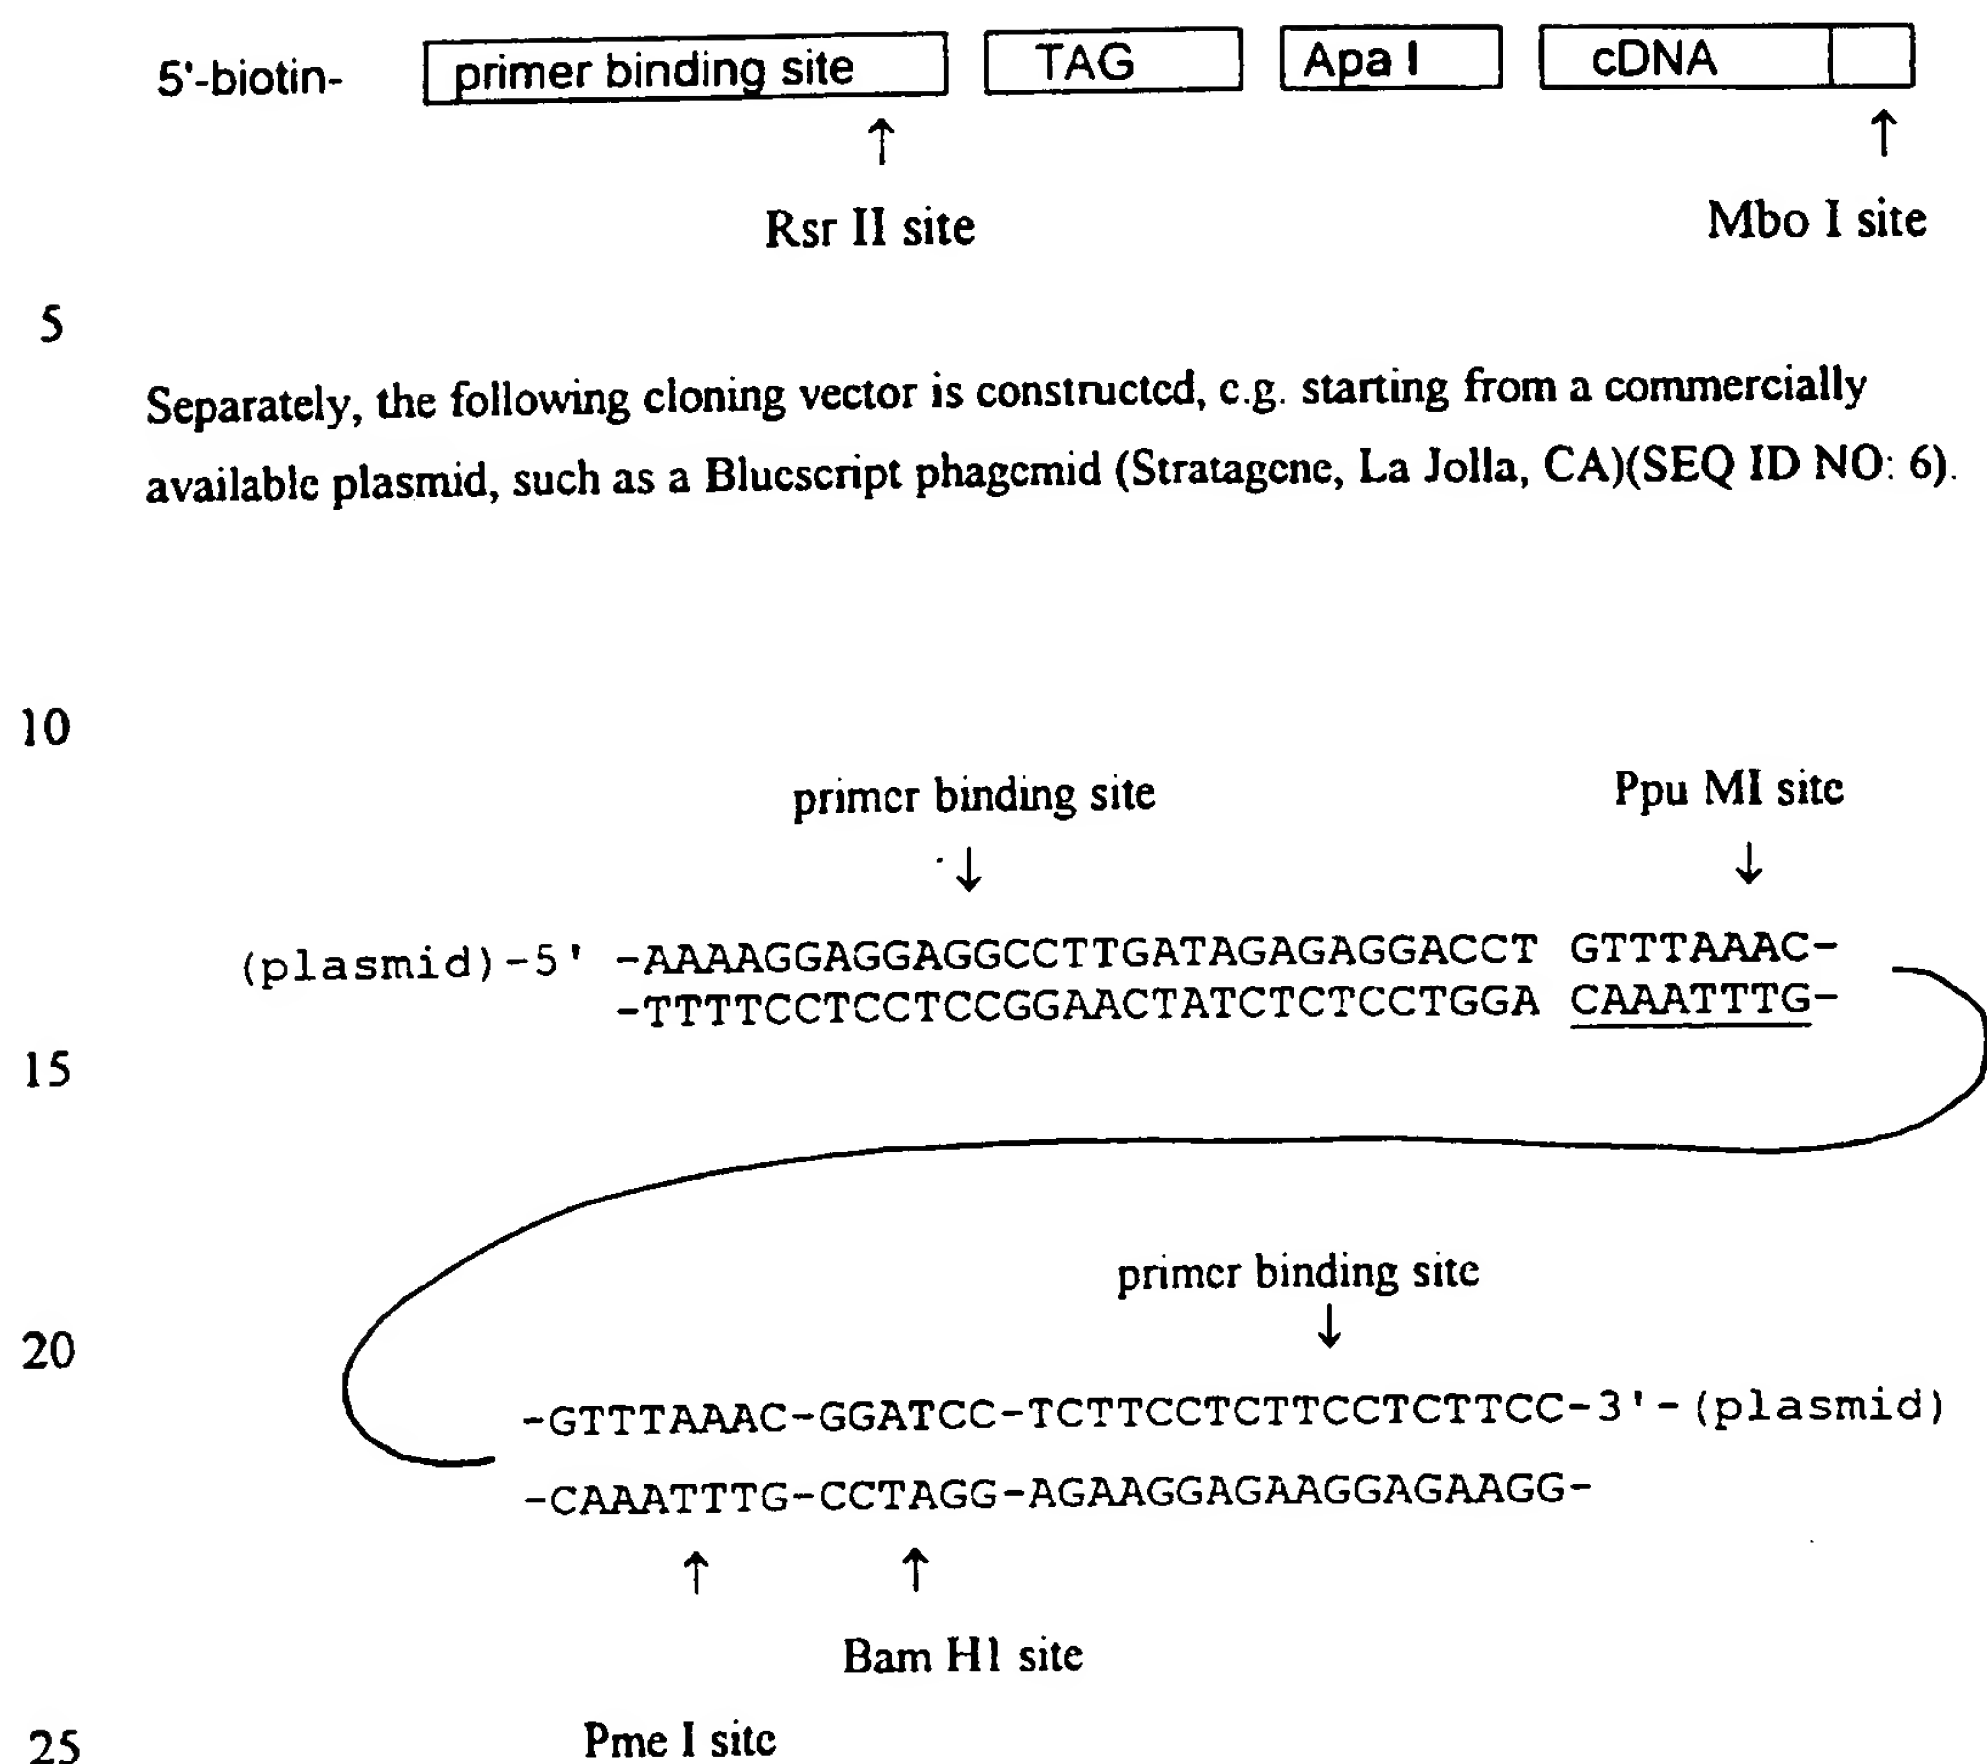 5'-biotin- primer binding site TAG Apa I cDNA
↑ ↑
Rsr II site Mbo I site
5
Separately, the following cloning vector is constructed, e.g. starting from a commercially
available plasmid, such as a Bluescript phagemid (Stratagene, La Jolla, CA)(SEQ ID NO: 6).
10
primer binding site Ppu MI site
↓ ↓
(plasmid)-5' -AAAAGGAGGAGGCCTTGATAGAGAGGACCT GTTTAAAC-
-TTTTCCTCCTCCGGAACTATCTCTCCTGGA CAAATTTG-
15
primer binding site
20 ↓
-GTTTAAAC-GGATCC-TCTTCCTCTTCCTCTTCC-3'-(plasmid)
-CAAATTTG-CCTAGG-AGAAGGAGAAGGAGAAGG-
↑ ↑
Bam H1 site
25 Pme I site